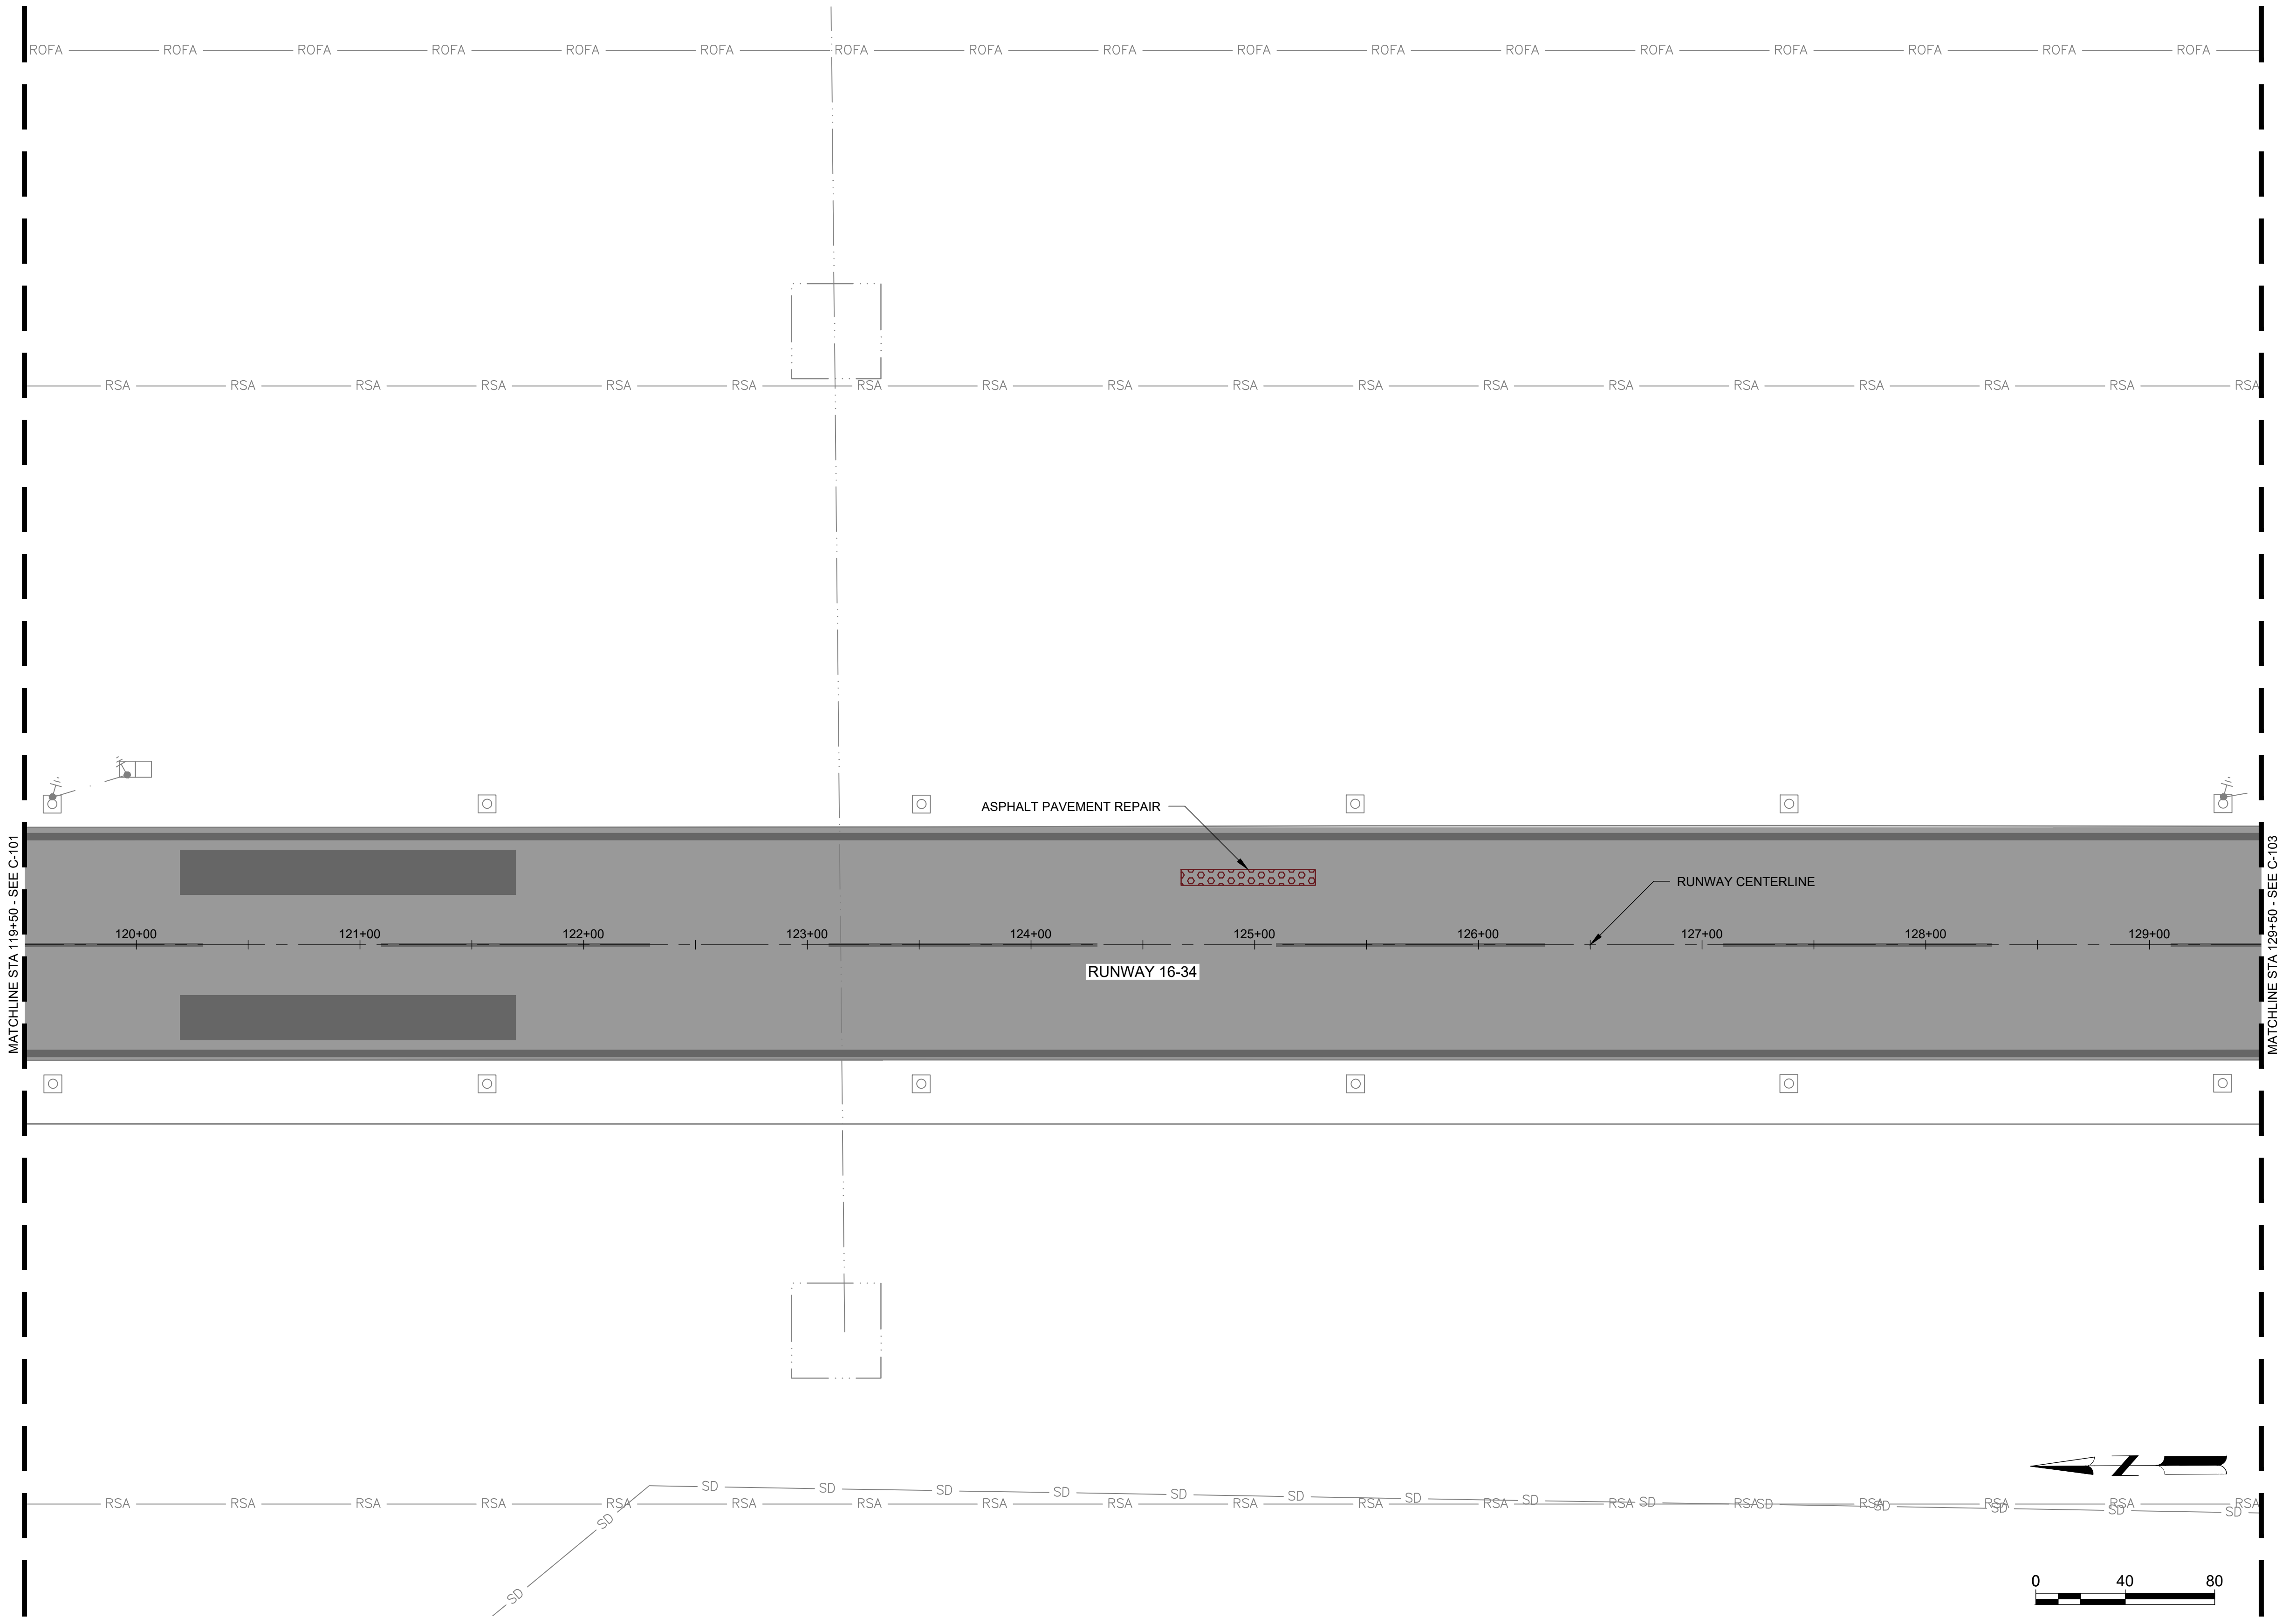 ROFA ROFA ROFA ROFA ROFA ROFA ROFA ROFA ROFA ROFA ROFA ROFA ROFA ROFA ROFA ROFA ROFA
RSA RSA RSA RSA RSA RSA RSA RSA RSA RSA RSA RSA RSA RSA RSA RSA RSA RSA
ASPHALT PAVEMENT REPAIR
RUNWAY CENTERLINE
MATCHLINE STA 119+50 - SEE C-101
120+00 121+00 122+00 123+00 124+00 125+00 126+00 127+00 128+00 129+00
MATCHLINE STA 129+50 - SEE C-103
RUNWAY 16-34
Z
SD SD SD SD SD SD SD SD SD SD SD SD SD SD
RSA RSA RSA RSA RSA RSA RSA RSA RSA RSA RSA RSA RSA RSA RSA RSA RSA RSA
SD
SD
0 40 80